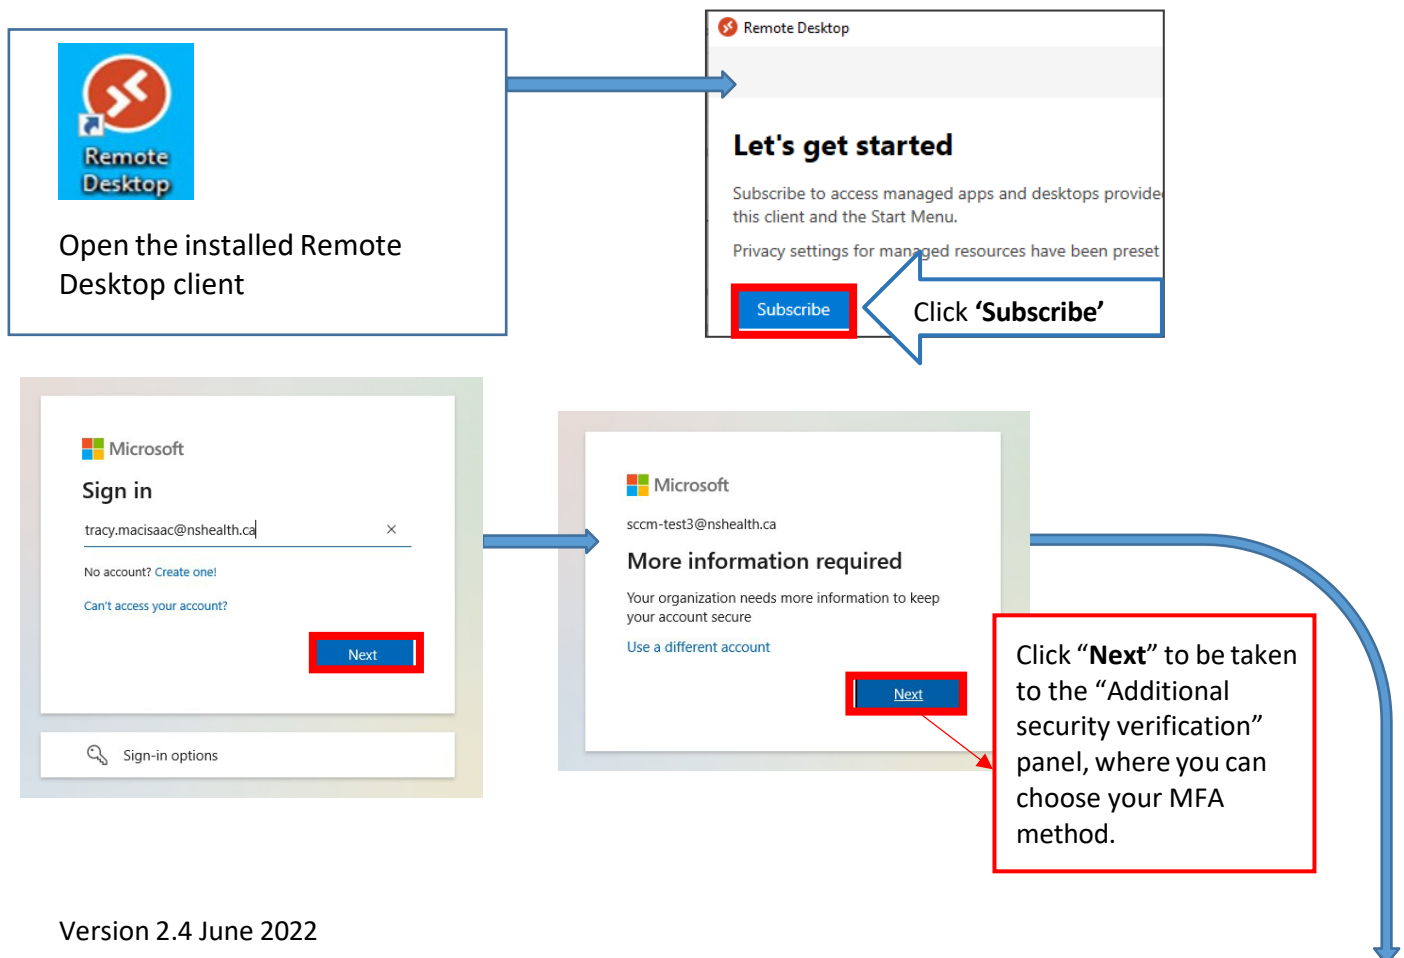 Remote
Desktop
Open the installed Remote
Desktop client
Remote Desktop
Let's get started
Subscribe to access managed apps and desktops provide
this client and the Start Menu.
Privacy settings for managed resources have been preset
Subscribe
Click ‘Subscribe’
Microsoft
Sign in
tracy.macisaac@nshealth.ca
No account? Create one!
Can't access your account?
Next
Sign-in options
Microsoft
sccm-test3@nshealth.ca
More information required
Your organization needs more information to keep
your account secure
Use a different account
Next
Click “Next” to be taken
to the “Additional
security verification”
panel, where you can
choose your MFA
method.
Version 2.4 June 2022